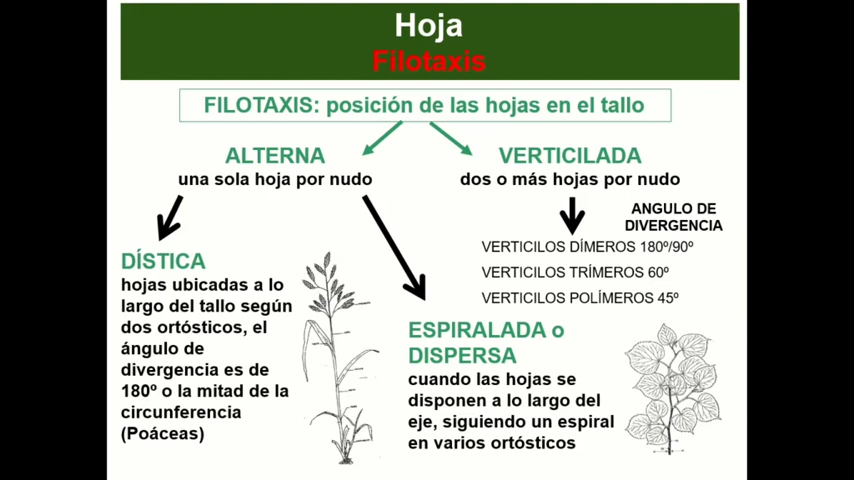 Hoja
Filotaxis
FILOTAXIS: posición de las hojas en el tallo
ALTERNA
una sola hoja por nudo
VERTICILADA
dos o más hojas por nudo
ANGULO DE
DIVERGENCIA
VERTICILOS DÍMEROS 180º/90º
VERTICILOS TRÍMEROS 60º
VERTICILOS POLÍMEROS 45º
DÍSTICA
hojas ubicadas a lo
largo del tallo según
dos ortósticos, el
ángulo de
divergencia es de
180º o la mitad de la
circunferencia
(Poáceas)
ESPIRALADA o
DISPERSA
cuando las hojas se
disponen a lo largo del
eje, siguiendo un espiral
en varios ortósticos